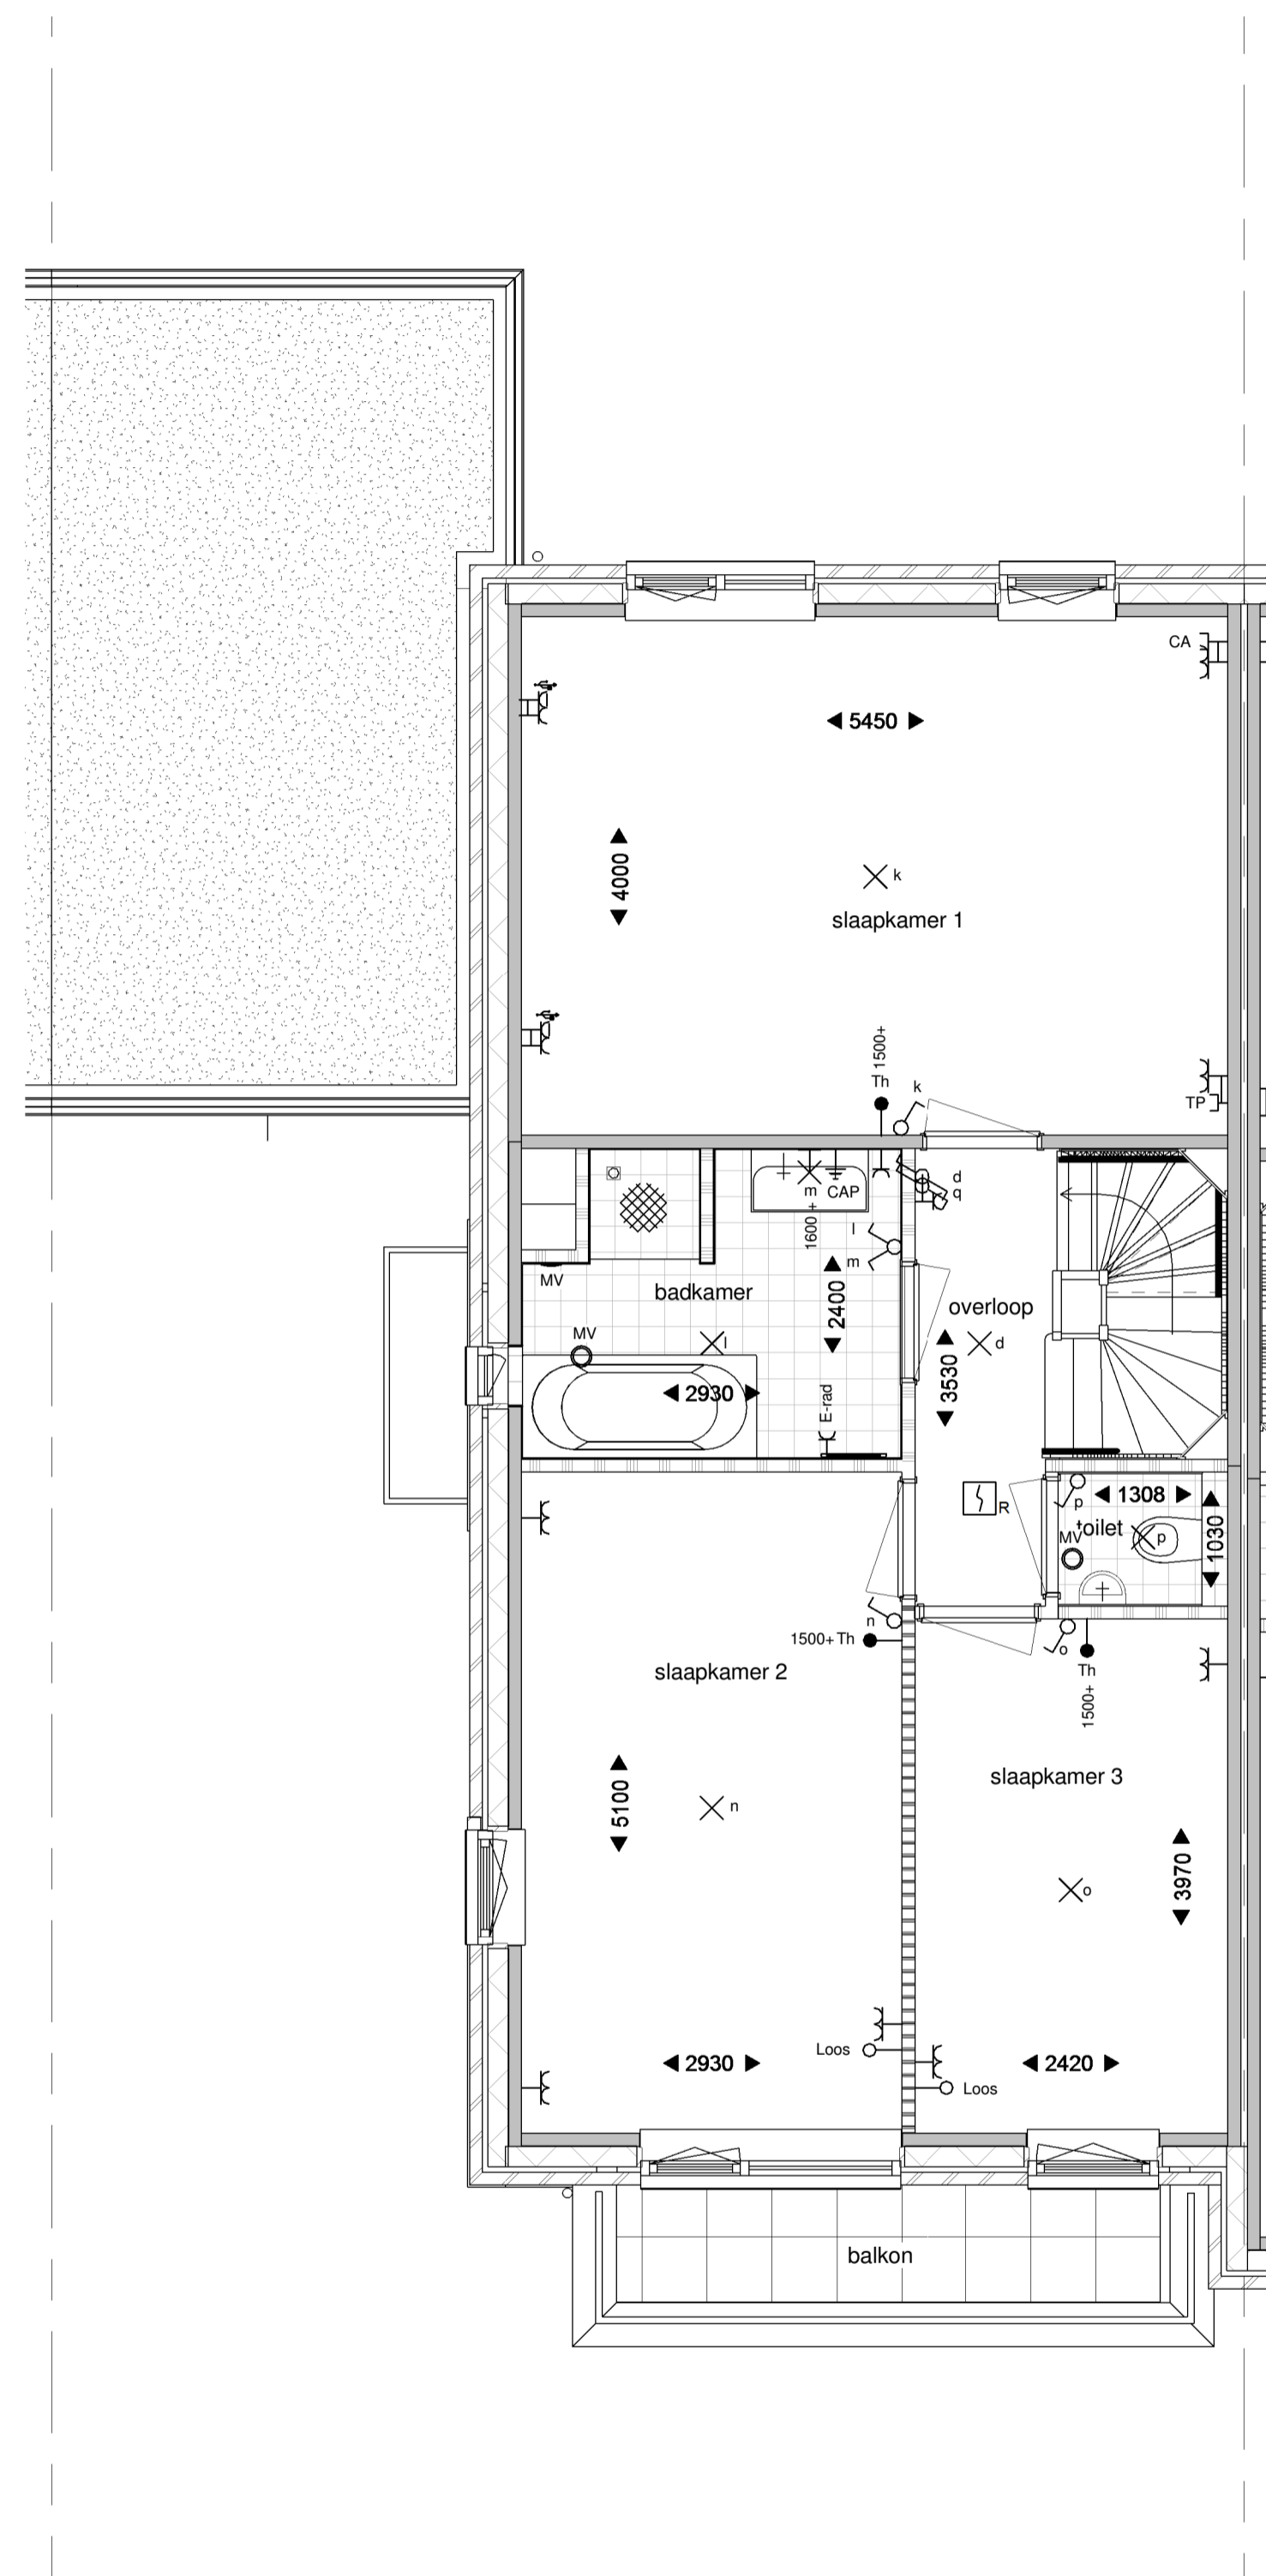 CA
5450
4000
k
slaapkamer 1
1500+
Th
k
TP
d
q
m
CAP
1600 +
l
m
MV
badkamer
2400
overloop
MV
l
d
3530
2930
E-rad
R
p
1308
toilet
MV
p
1030
n
1500+ Th
o
Th
1500+
slaapkamer 2
slaapkamer 3
5100
n
3970
o
Loos
2930
2420
Loos
balkon